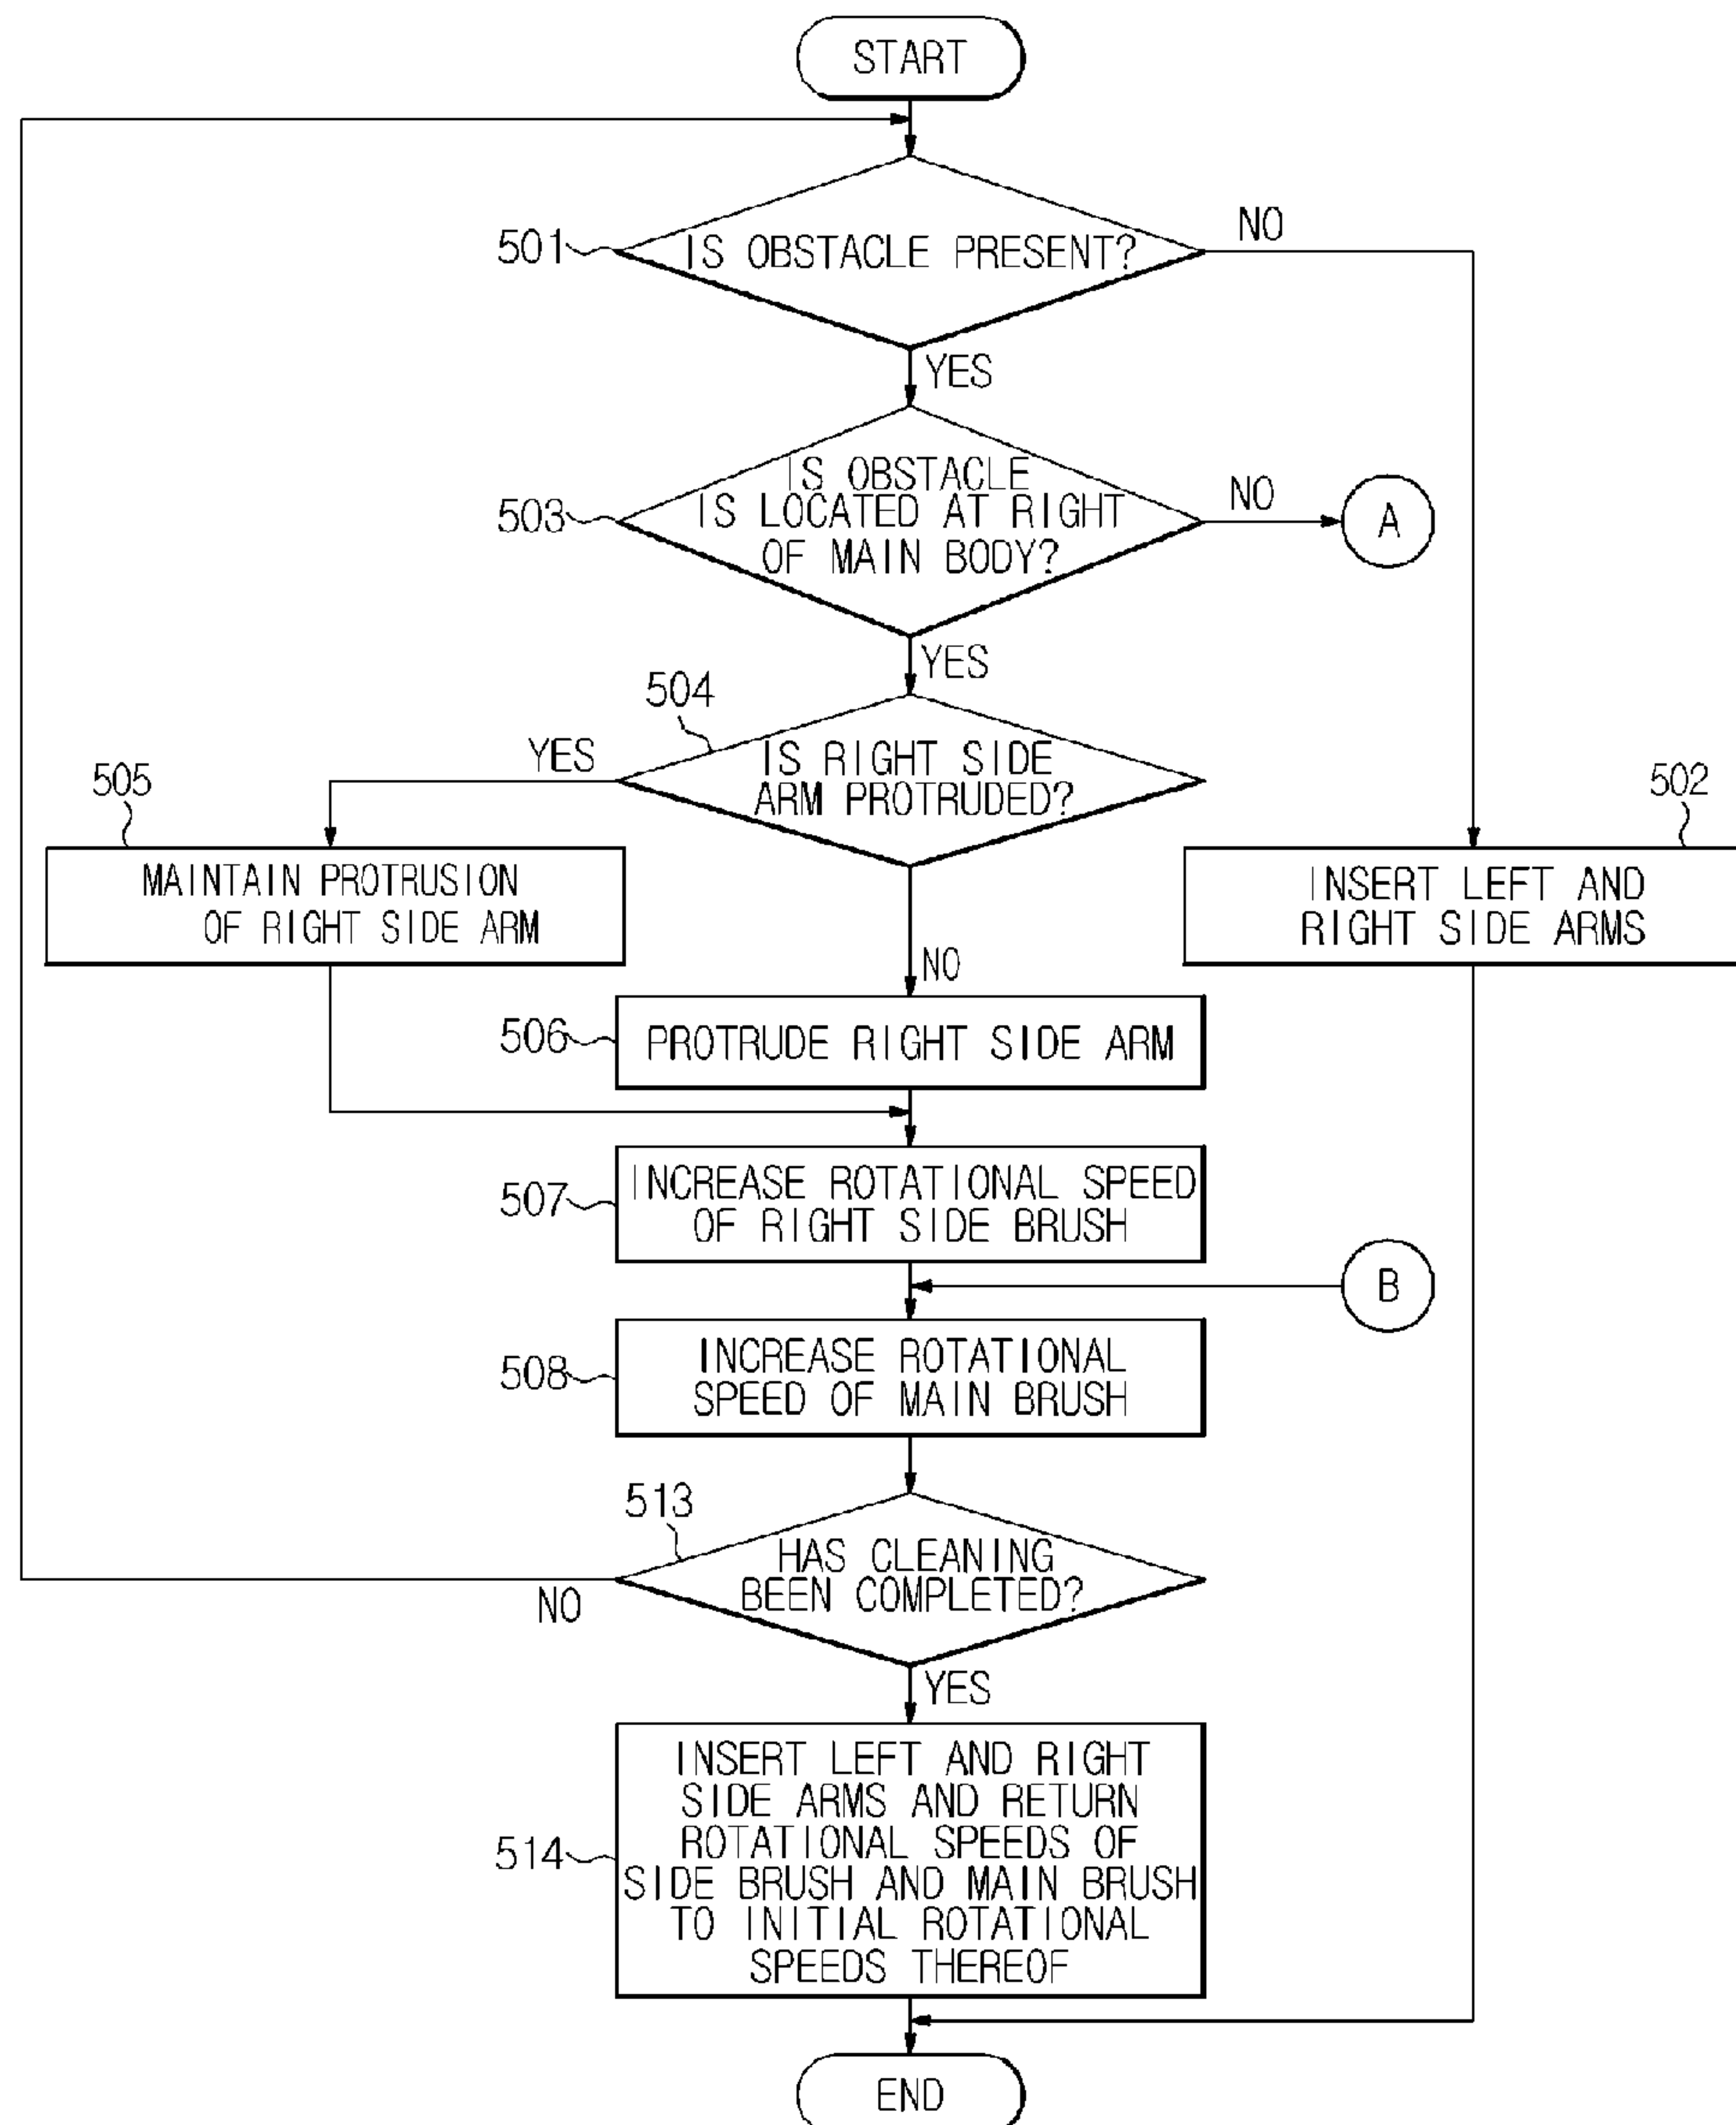 START
501
IS OBSTACLE PRESENT?
NO
YES
503
IS OBSTACLE
IS LOCATED AT RIGHT
OF MAIN BODY?
NO
A
YES
504
IS RIGHT SIDE
ARM PROTRUDED?
YES
505
MAINTAIN PROTRUSION
OF RIGHT SIDE ARM
502
INSERT LEFT AND
RIGHT SIDE ARMS
NO
506
PROTRUDE RIGHT SIDE ARM
507
INCREASE ROTATIONAL SPEED
OF RIGHT SIDE BRUSH
B
508
INCREASE ROTATIONAL
SPEED OF MAIN BRUSH
513
HAS CLEANING
BEEN COMPLETED?
NO
YES
514
INSERT LEFT AND RIGHT
SIDE ARMS AND RETURN
ROTATIONAL SPEEDS OF
SIDE BRUSH AND MAIN BRUSH
TO INITIAL ROTATIONAL
SPEEDS THEREOF
END